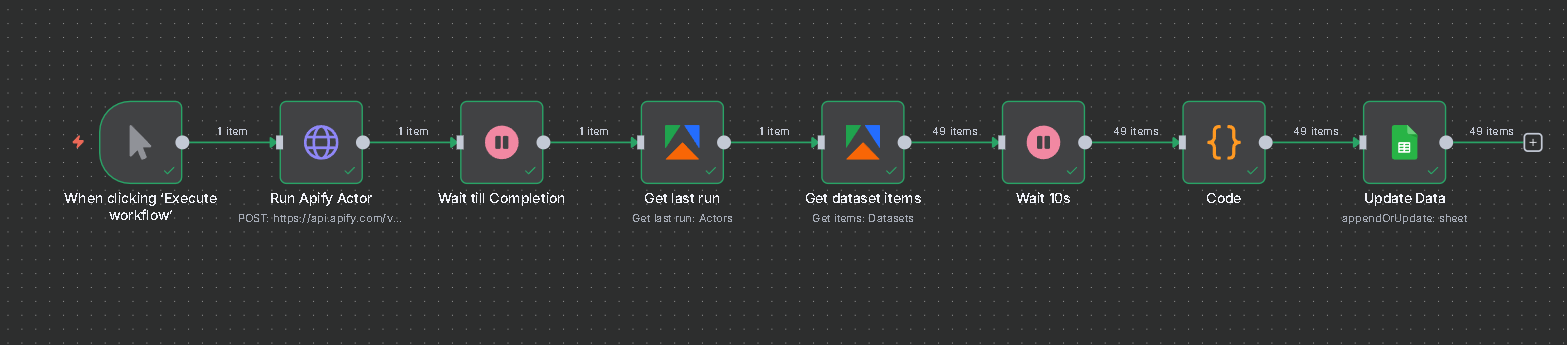 1 item
1 item
1 item
1 item
49 items
49 items
49 items
49 items
When clicking ‘Execute
workflow’
Run Apify Actor
POST: https://api.apify.com/v...
Wait till Completion
Get last run
Get last run: Actors
Get dataset items
Get items: Datasets
Wait 10s
Code
{}
Update Data
appendOrUpdate: sheet